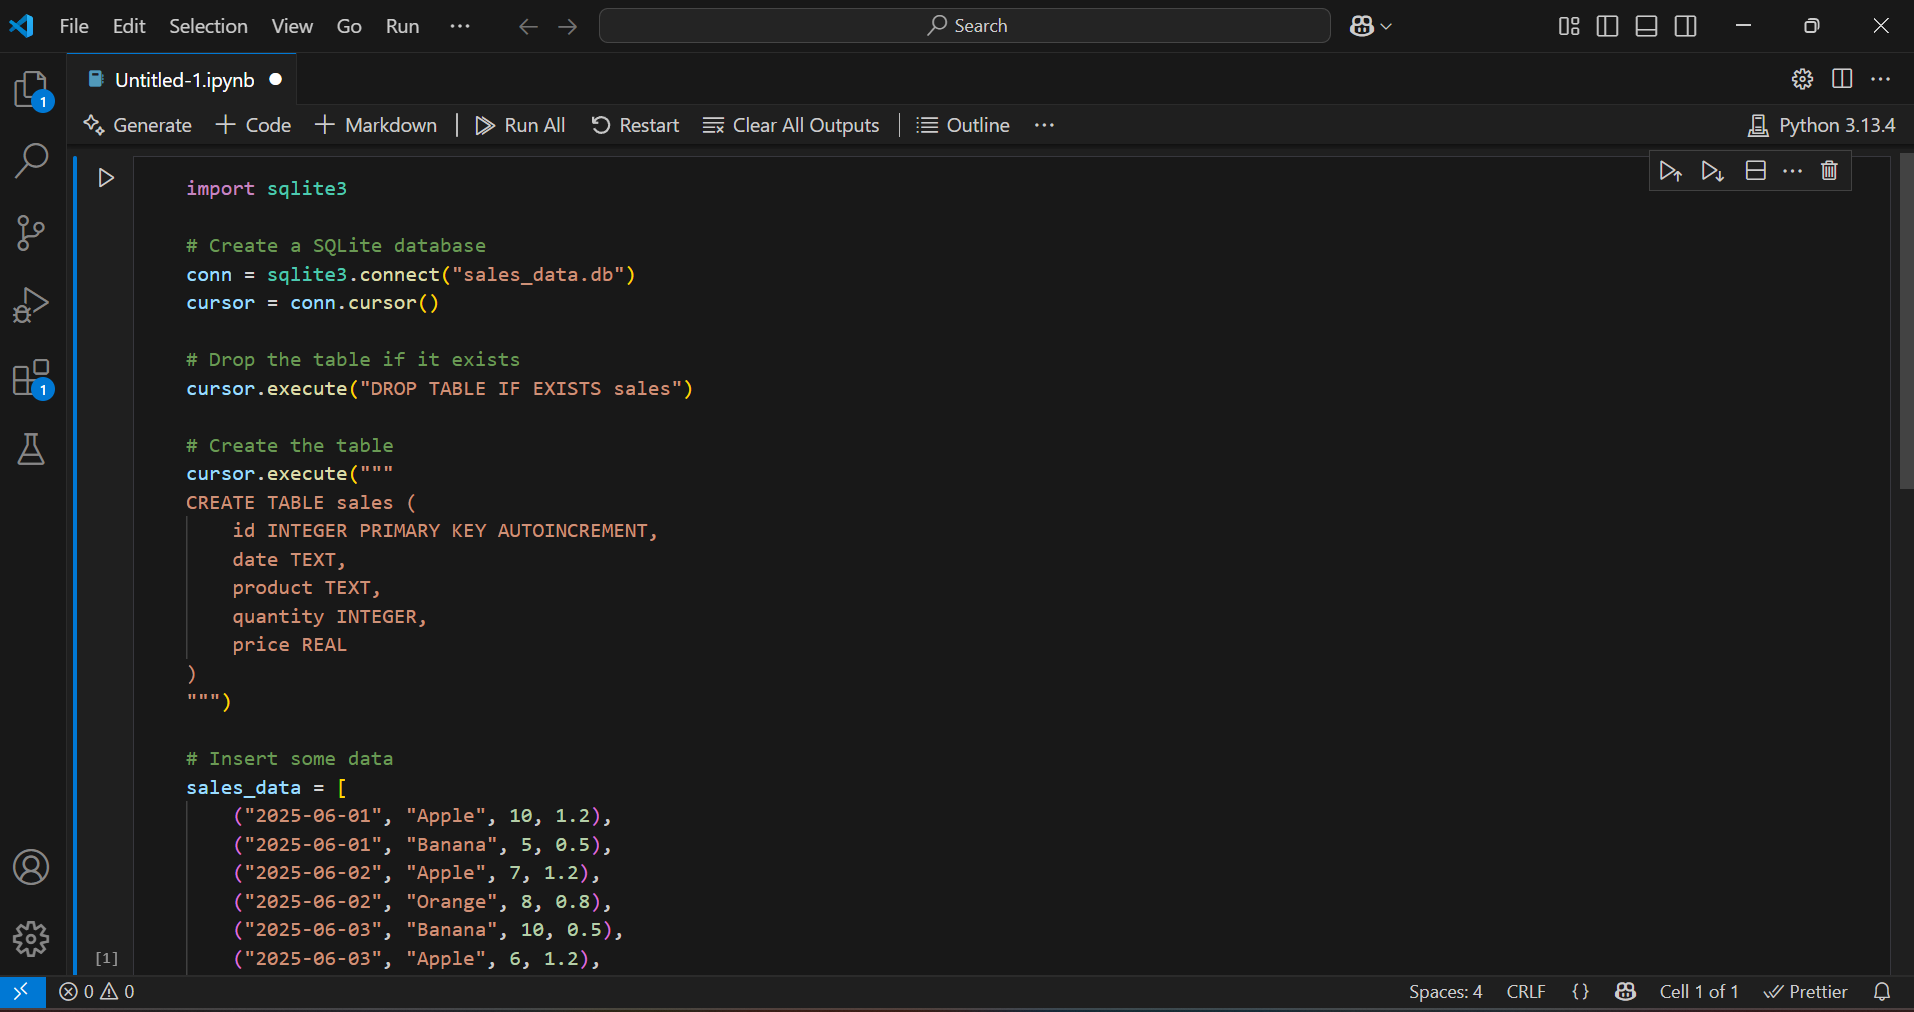 File Edit Selection View Go Run ··· Search
Untitled-1.ipynb
Generate + Code + Markdown Run All Restart Clear All Outputs Outline ··· Python 3.13.4
import sqlite3
# Create a SQLite database
conn = sqlite3.connect("sales_data.db")
cursor = conn.cursor()
# Drop the table if it exists
cursor.execute("DROP TABLE IF EXISTS sales")
# Create the table
cursor.execute("""
CREATE TABLE sales (
    id INTEGER PRIMARY KEY AUTOINCREMENT,
    date TEXT,
    product TEXT,
    quantity INTEGER,
    price REAL
)
""")
# Insert some data
sales_data = [
    ("2025-06-01", "Apple", 10, 1.2),
    ("2025-06-01", "Banana", 5, 0.5),
    ("2025-06-02", "Apple", 7, 1.2),
    ("2025-06-02", "Orange", 8, 0.8),
    ("2025-06-03", "Banana", 10, 0.5),
    ("2025-06-03", "Apple", 6, 1.2),
[1]
1
1
0 0 Spaces: 4 CRLF {} Cell 1 of 1 Prettier